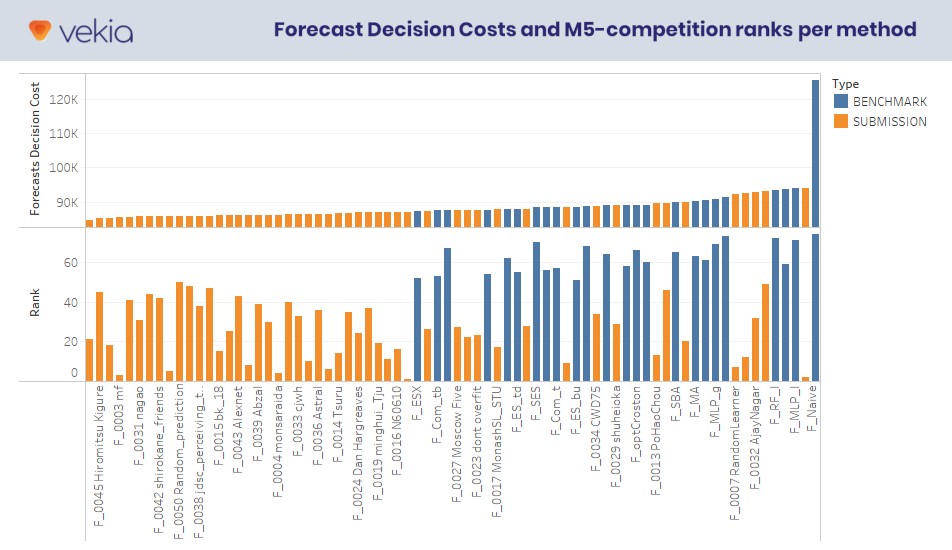 vekia
Forecast Decision Costs and M5-competition ranks per method
Type
BENCHMARK
SUBMISSION
Forecasts Decision Cost
120K
110K
100K
90K
Rank
60
40
20
0
F_0045 Hiromitsu Kigure
F_0003 mf
F_0031 nagao
F_0042 shirokane_friends
F_0050 Random_prediction
F_0038 jdsc_perceiving_t..
F_0015 bk_18
F_0043 Alexnet
F_0039 Abzal
F_0004 monsaraida
F_0033 cjwh
F_0036 Astral
F_0014 Tsuru
F_0024 Dan Hargreaves
F_0019 minghui_Tju
F_0016 N60610
F_ESX
F_Com_tb
F_0027 Moscow Five
F_0023 dont overfit
F_0017 MonashSL_STU
F_ES_td
F_SES
F_Com_t
F_ES_bu
F_0034 CWD75
F_0029 shuheioka
F_optCroston
F_0013 PoHaoChou
F_SBA
F_MA
F_MLP_g
F_0007 RandomLearner
F_0032 AjayNagar
F_RF_l
F_MLP_l
F_Naive